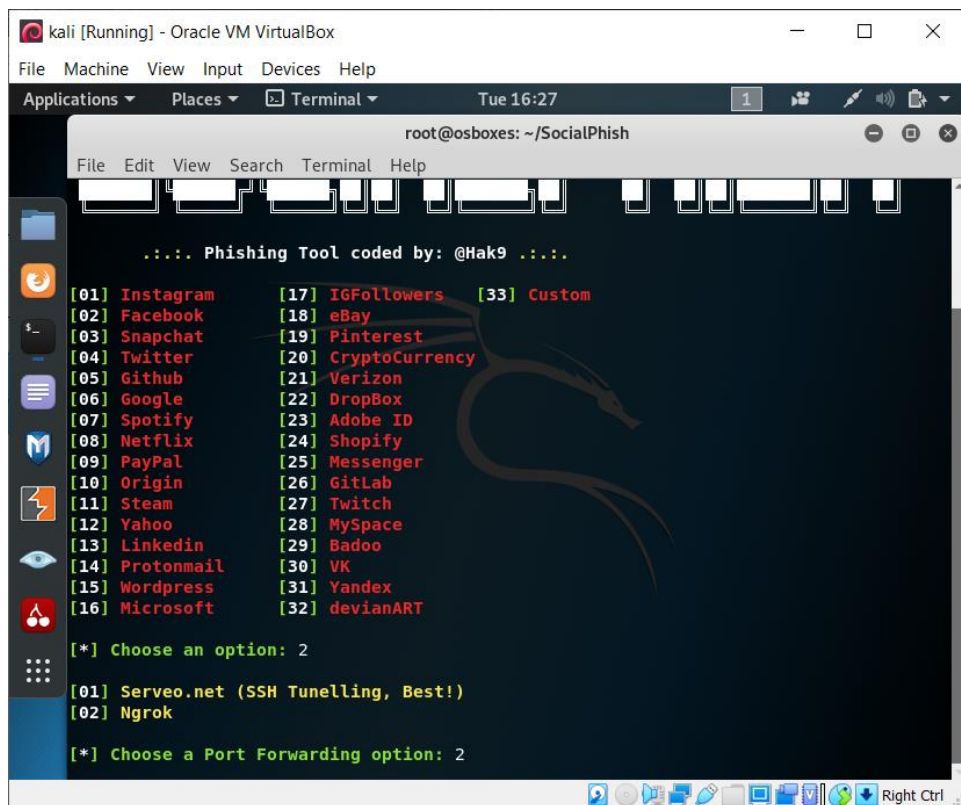 kali [Running] - Oracle VM VirtualBox
File Machine View Input Devices Help
Applications Places Terminal Tue 16:27 1
root@osboxes: ~/SocialPhish
File Edit View Search Terminal Help
.:.:. Phishing Tool coded by: @Hak9 .:.:.
[01] Instagram [17] IGFollowers [33] Custom
[02] Facebook [18] eBay
[03] Snapchat [19] Pinterest
[04] Twitter [20] CryptoCurrency
[05] Github [21] Verizon
[06] Google [22] DropBox
[07] Spotify [23] Adobe ID
[08] Netflix [24] Shopify
[09] PayPal [25] Messenger
[10] Origin [26] GitLab
[11] Steam [27] Twitch
[12] Yahoo [28] MySpace
[13] Linkedin [29] Badoo
[14] Protonmail [30] VK
[15] Wordpress [31] Yandex
[16] Microsoft [32] devianART
[*] Choose an option: 2
[01] Serveo.net (SSH Tunelling, Best!)
[02] Ngrok
[*] Choose a Port Forwarding option: 2
Right Ctrl